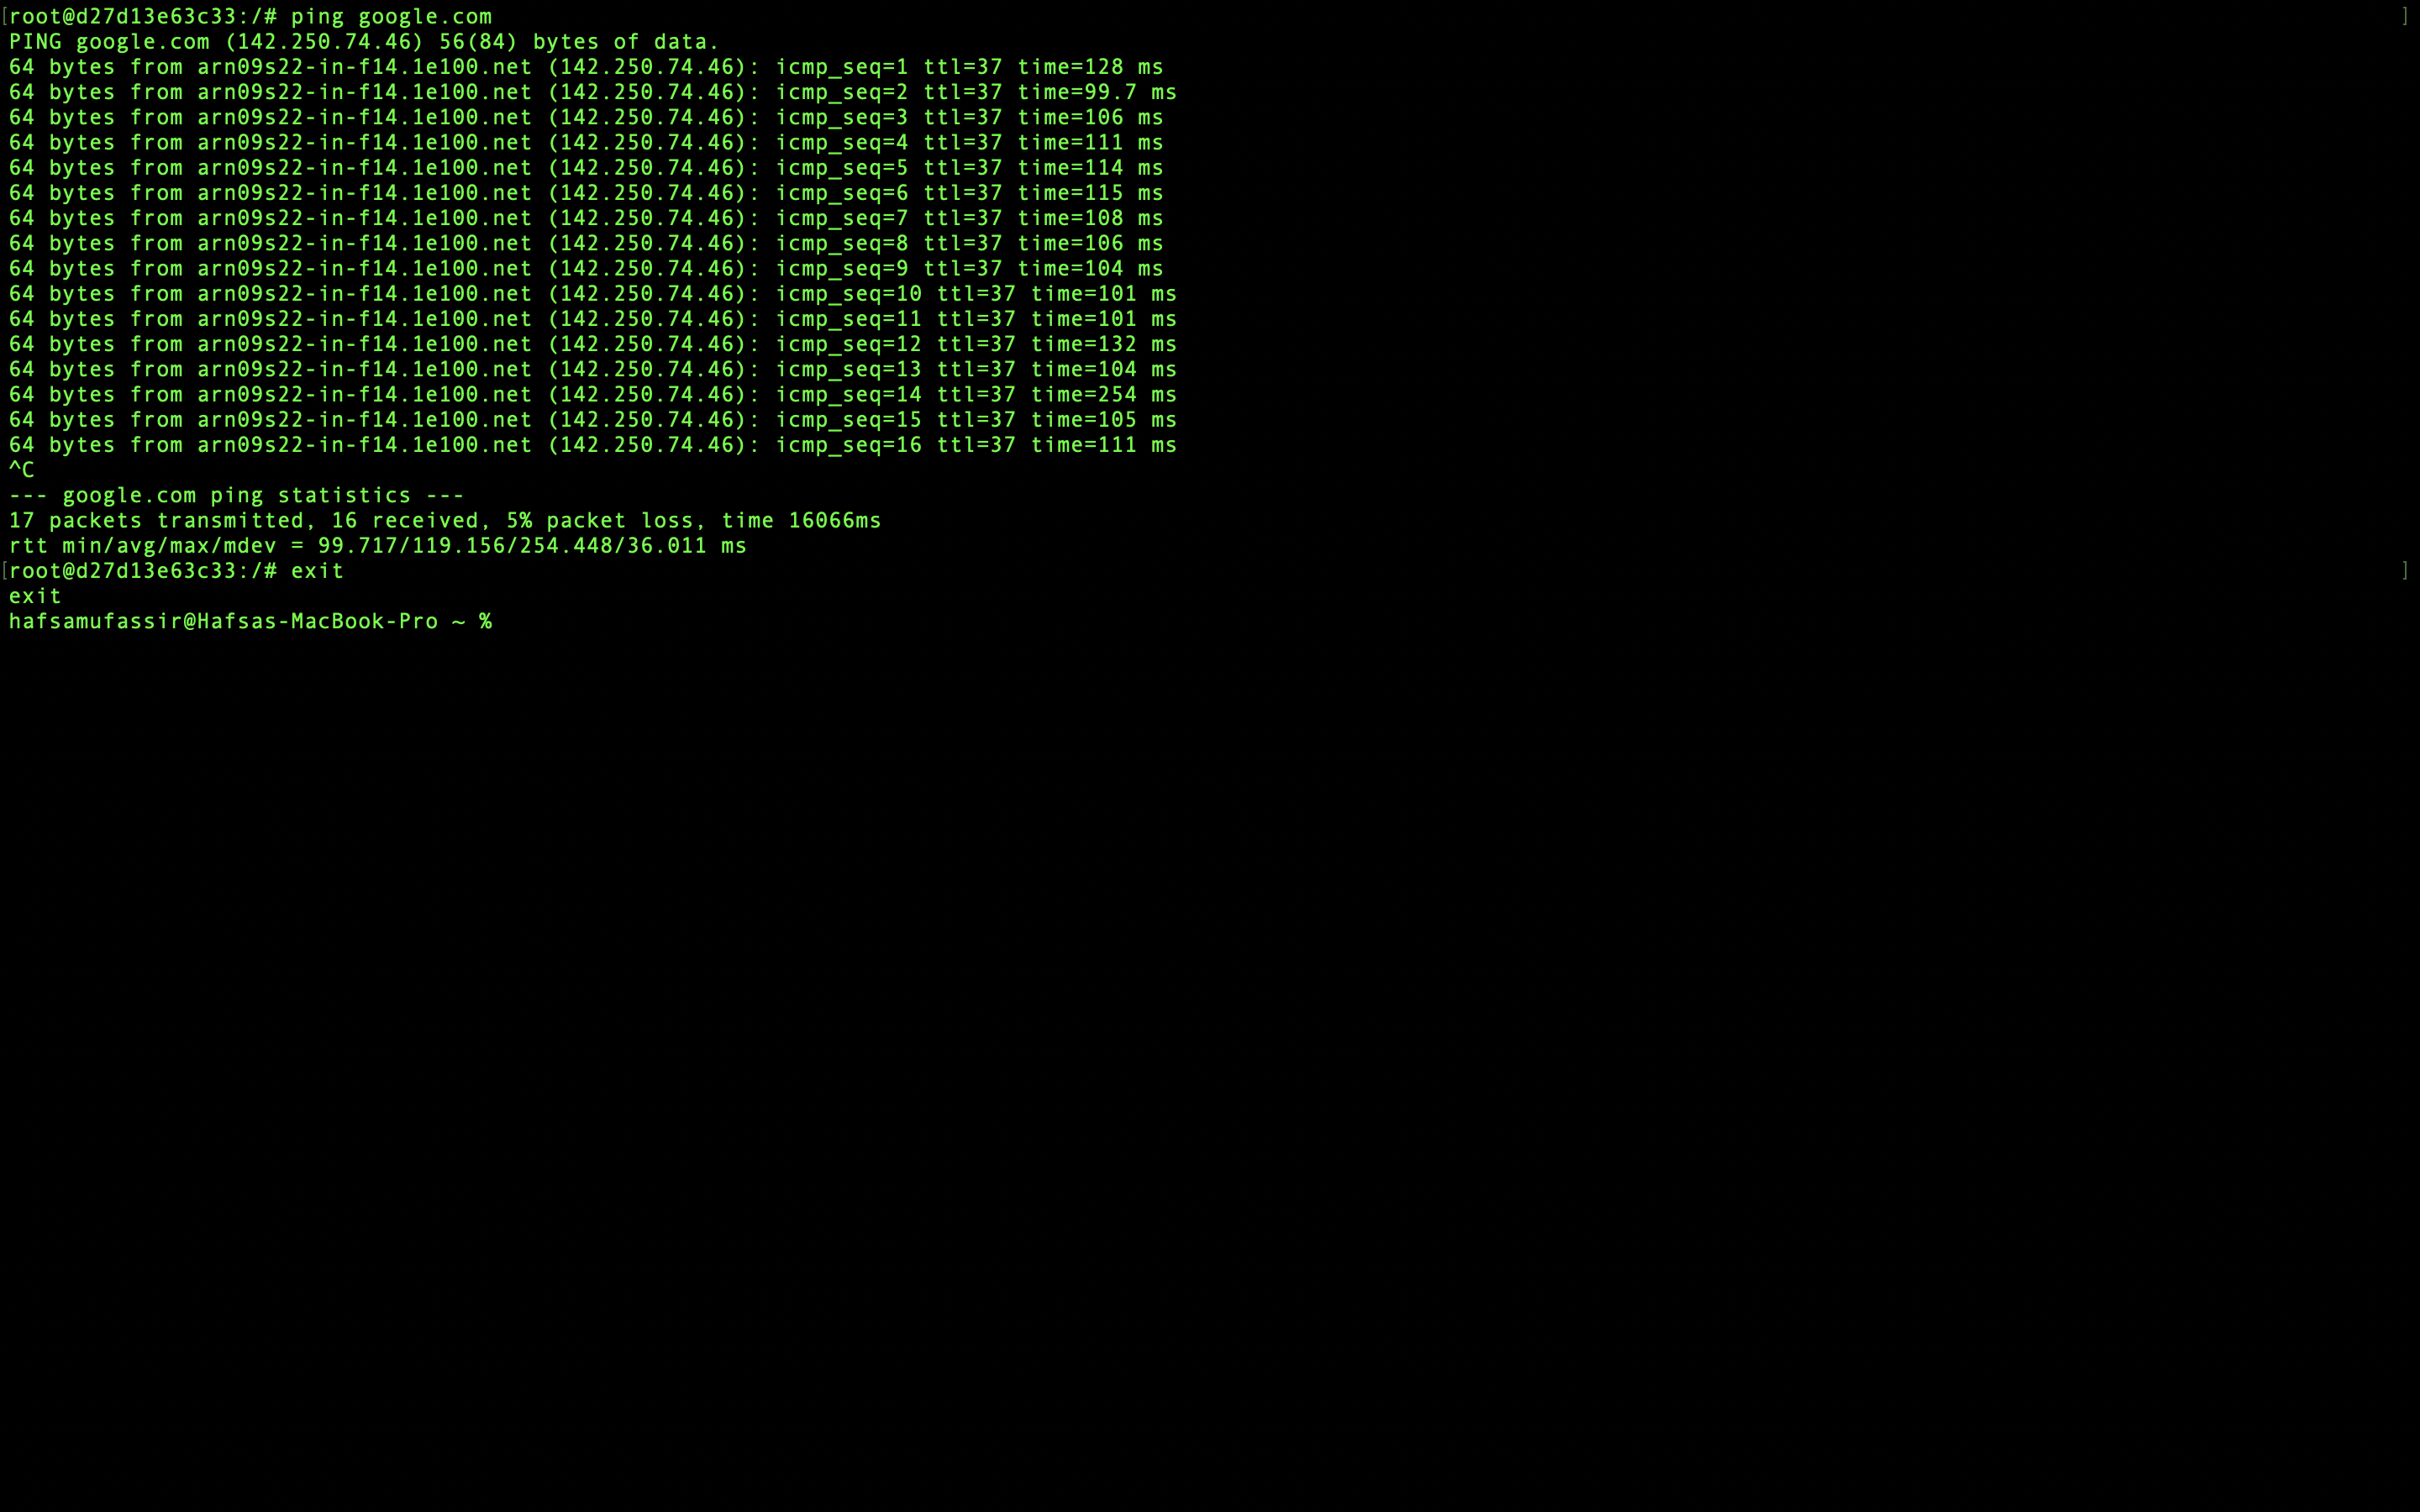 [root@d27d13e63c33:/# ping google.com ]
PING google.com (142.250.74.46) 56(84) bytes of data.
64 bytes from arn09s22-in-f14.1e100.net (142.250.74.46): icmp_seq=1 ttl=37 time=128 ms
64 bytes from arn09s22-in-f14.1e100.net (142.250.74.46): icmp_seq=2 ttl=37 time=99.7 ms
64 bytes from arn09s22-in-f14.1e100.net (142.250.74.46): icmp_seq=3 ttl=37 time=106 ms
64 bytes from arn09s22-in-f14.1e100.net (142.250.74.46): icmp_seq=4 ttl=37 time=111 ms
64 bytes from arn09s22-in-f14.1e100.net (142.250.74.46): icmp_seq=5 ttl=37 time=114 ms
64 bytes from arn09s22-in-f14.1e100.net (142.250.74.46): icmp_seq=6 ttl=37 time=115 ms
64 bytes from arn09s22-in-f14.1e100.net (142.250.74.46): icmp_seq=7 ttl=37 time=108 ms
64 bytes from arn09s22-in-f14.1e100.net (142.250.74.46): icmp_seq=8 ttl=37 time=106 ms
64 bytes from arn09s22-in-f14.1e100.net (142.250.74.46): icmp_seq=9 ttl=37 time=104 ms
64 bytes from arn09s22-in-f14.1e100.net (142.250.74.46): icmp_seq=10 ttl=37 time=101 ms
64 bytes from arn09s22-in-f14.1e100.net (142.250.74.46): icmp_seq=11 ttl=37 time=101 ms
64 bytes from arn09s22-in-f14.1e100.net (142.250.74.46): icmp_seq=12 ttl=37 time=132 ms
64 bytes from arn09s22-in-f14.1e100.net (142.250.74.46): icmp_seq=13 ttl=37 time=104 ms
64 bytes from arn09s22-in-f14.1e100.net (142.250.74.46): icmp_seq=14 ttl=37 time=254 ms
64 bytes from arn09s22-in-f14.1e100.net (142.250.74.46): icmp_seq=15 ttl=37 time=105 ms
64 bytes from arn09s22-in-f14.1e100.net (142.250.74.46): icmp_seq=16 ttl=37 time=111 ms
^C
--- google.com ping statistics ---
17 packets transmitted, 16 received, 5% packet loss, time 16066ms
rtt min/avg/max/mdev = 99.717/119.156/254.448/36.011 ms
[root@d27d13e63c33:/# exit ]
exit
hafsamufassir@Hafsas-MacBook-Pro ~ %